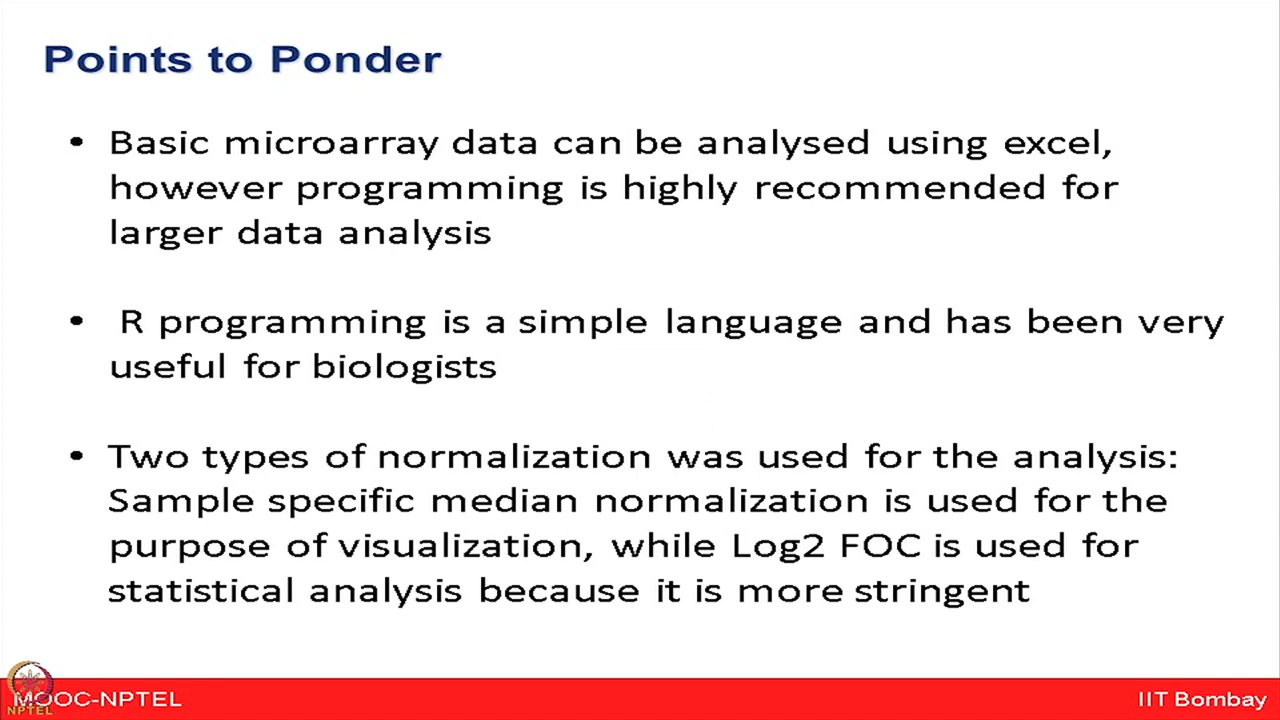 Points to Ponder
• Basic microarray data can be analysed using excel,
however programming is highly recommended for
larger data analysis
• R programming is a simple language and has been very
useful for biologists
• Two types of normalization was used for the analysis:
Sample specific median normalization is used for the
purpose of visualization, while Log2 FOC is used for
statistical analysis because it is more stringent
MOOC-NPTEL
NPTEL
IIT Bombay